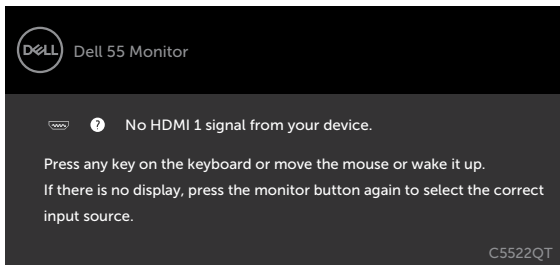 DELL
Dell 55 Monitor
? No HDMI 1 signal from your device.
Press any key on the keyboard or move the mouse or wake it up.
If there is no display, press the monitor button again to select the correct
input source.
C5522QT